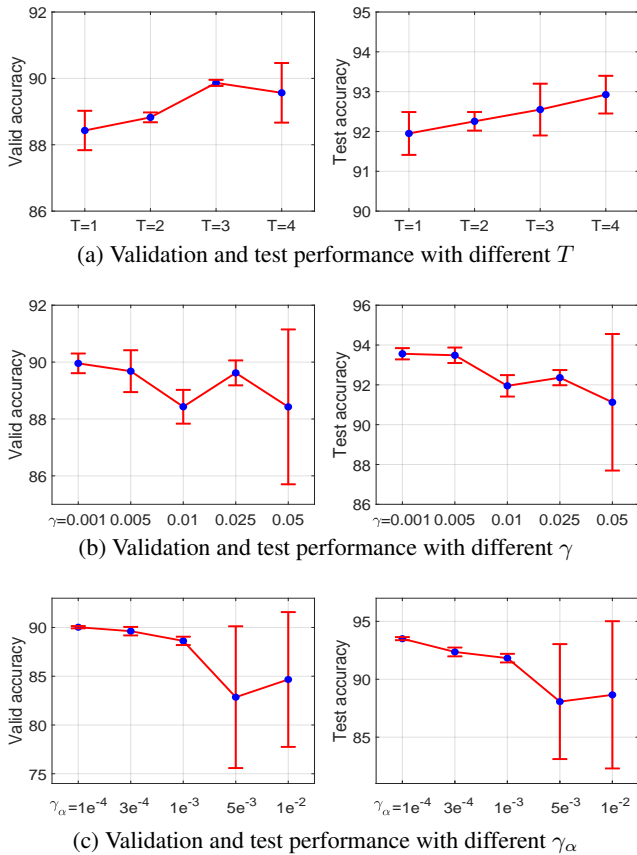 92
90
88
86
Valid accuracy
T=1 T=2 T=3 T=4
95
94
93
92
91
90
Test accuracy
T=1 T=2 T=3 T=4
(a) Validation and test performance with different T
92
90
88
86
Valid accuracy
γ=0.001 0.005 0.01 0.025 0.05
96
94
92
90
88
86
Test accuracy
γ=0.001 0.005 0.01 0.025 0.05
(b) Validation and test performance with different γ
90
85
80
75
Valid accuracy
γ_α=1e^-4 3e^-4 1e^-3 5e^-3 1e^-2
95
90
85
Test accuracy
γ_α=1e^-4 3e^-4 1e^-3 5e^-3 1e^-2
(c) Validation and test performance with different γ_α